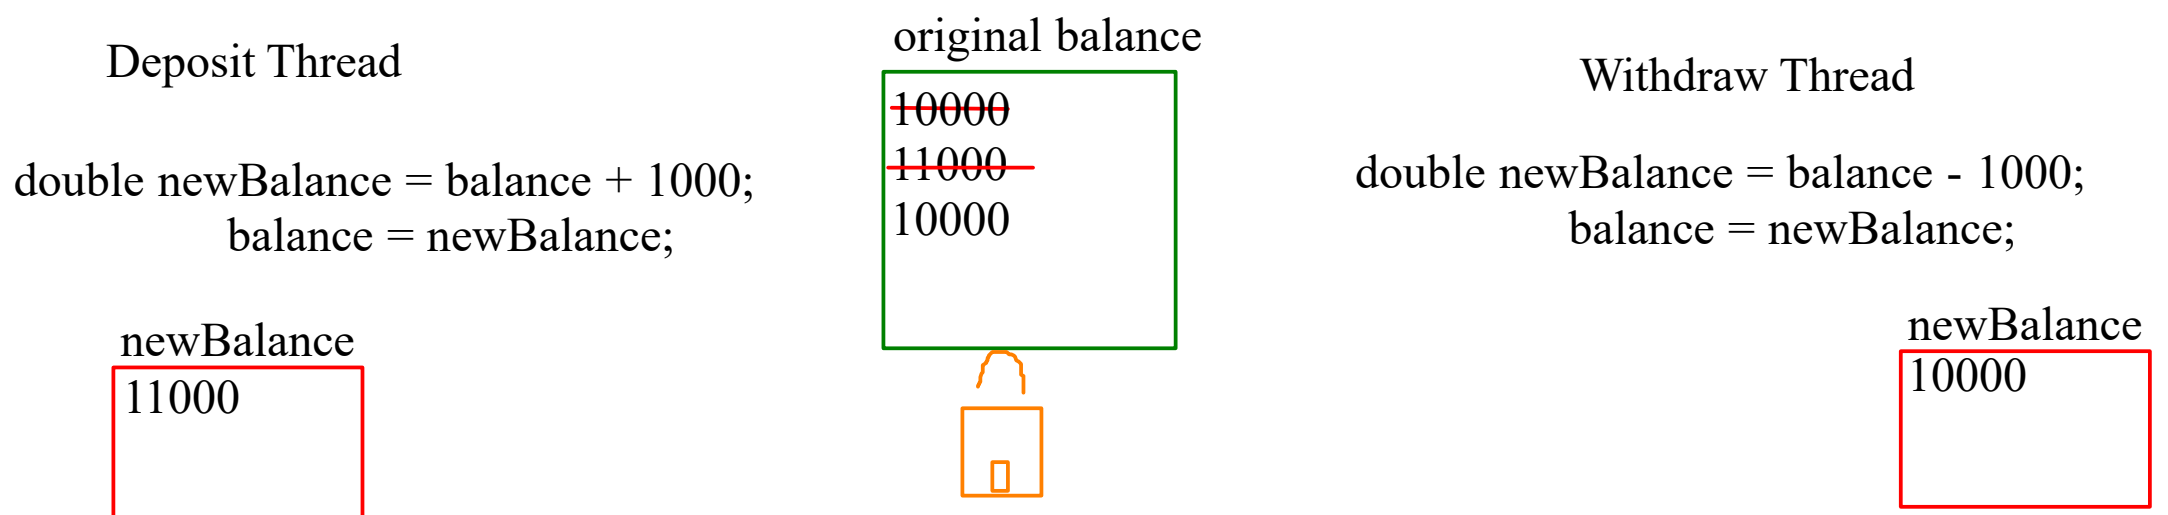 Deposit Thread
double newBalance = balance + 1000;
balance = newBalance;
newBalance
11000
original balance
10000
11000
10000
Withdraw Thread
double newBalance = balance - 1000;
balance = newBalance;
newBalance
10000